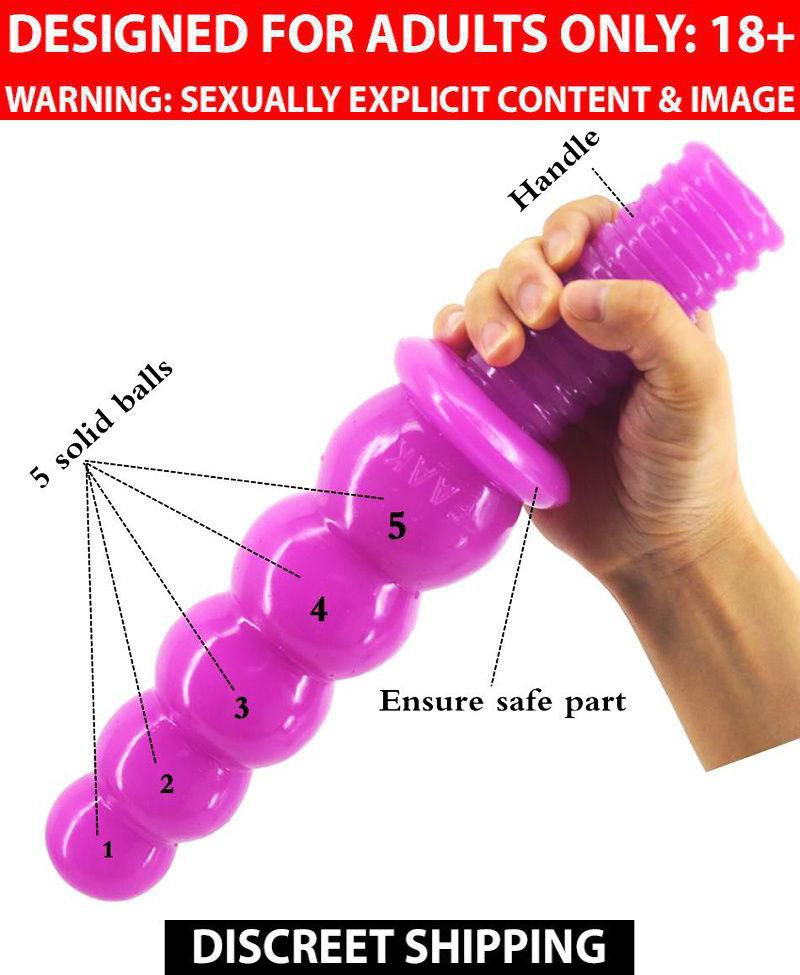 DESIGNED FOR ADULTS ONLY: 18+
WARNING: SEXUALLY EXPLICIT CONTENT & IMAGE
Handle
5 solid balls
FAAK
5
4
3
2
1
Ensure safe part
DISCREET SHIPPING